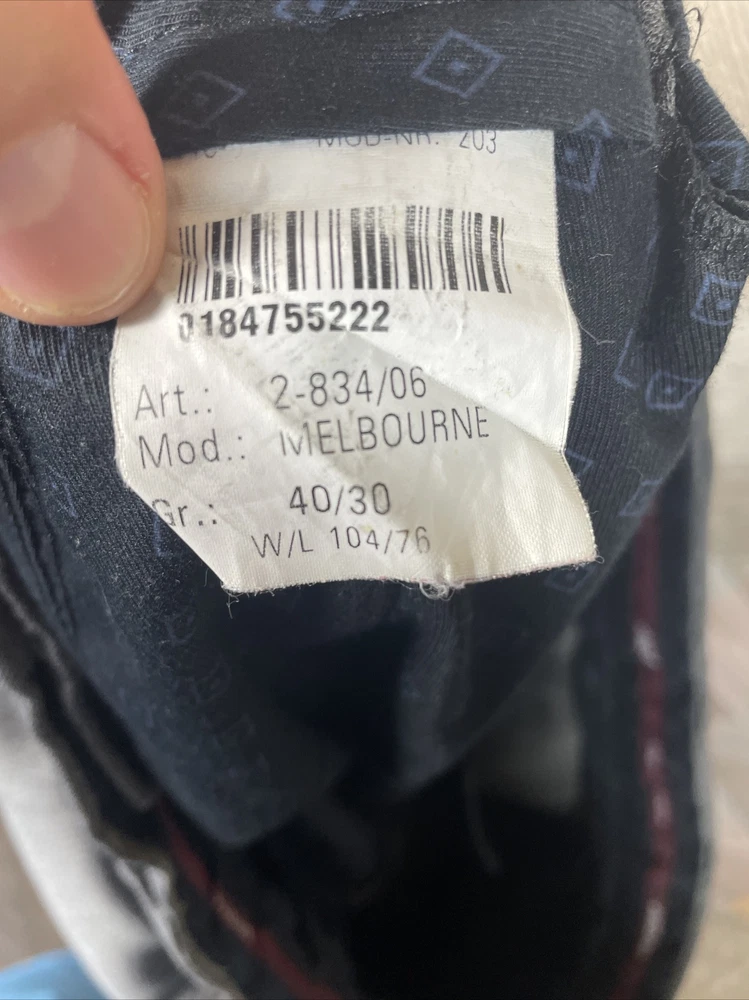 MOD-NR. 203
0184755222
Art.: 2-834/06
Mod.: MELBOURNE
Gr.: 40/30
W/L 104/76